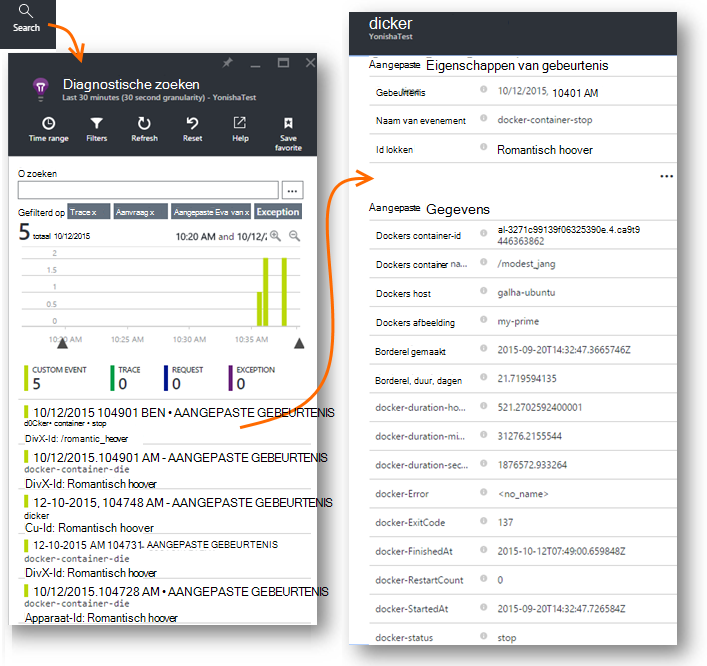 Search
Diagnostische zoeken
Last 30 minutes (30 second granularity) - YonishaTest
Time range
Filters
Refresh
Reset
Help
Save favorite
O zoeken
...
Gefilterd op
Trace x
Aanvraag x
Aangepaste Eva van x
Exception
5 totaal 10/12/2015
10:20 AM and 10/12/:
2
1.5
1
0.5
0
10:20 AM
10:25 AM
10:30 AM
10:35 AM
CUSTOM EVENT
5
TRACE
0
REQUEST
0
EXCEPTION
0
10/12/2015 104901 BEN • AANGEPASTE GEBEURTENIS
d0Cker• container • stop
DivX-Id: /romantic_heover
10/12/2015.104901 AM - AANGEPASTE GEBEURTENIS
docker-container-die
DivX-Id: Romantisch hoover
12-10-2015, 104748 AM - AANGEPASTE GEBEURTENIS
dicker
Cu-Id: Romantisch hoover
12-10-2015 AM 104731- AANGEPASTE GEBEURTENIS
docker-container-die
DivX-Id: Romantisch hoover
10/12/2015.104728 AM • AANGEPASTE GEBEURTENIS
docker-container-die
Apparaat-Id: Romantisch hoover
dicker
YonishaTest
Aangepaste Eigenschappen van gebeurtenis
Gebeurtenis 10/12/2015, 10401 AM
Naam van evenement docker-container-stop
Id lokken Romantisch hoover
...
Aangepaste Gegevens
Dockers container-id al-3271c99139f06325390e.4.ca9t9
446363862
Dockers container na... /modest_jang
Dockers host galha-ubuntu
Dockers afbeelding my-prime
Borderel gemaakt 2015-09-20T14:32:47.3665746Z
Borderel, duur, dagen 21.719594135
docker-duration-ho... 521.2702592400001
docker-duration-mi... 31276.2155544
docker-duration-sec... 1876572.933264
docker-Error <no_name>
docker-ExitCode 137
docker-FinishedAt 2015-10-12T07:49:00.659848Z
docker-RestartCount 0
docker-StartedAt 2015-09-20T14:32:47.726584Z
docker-status stop